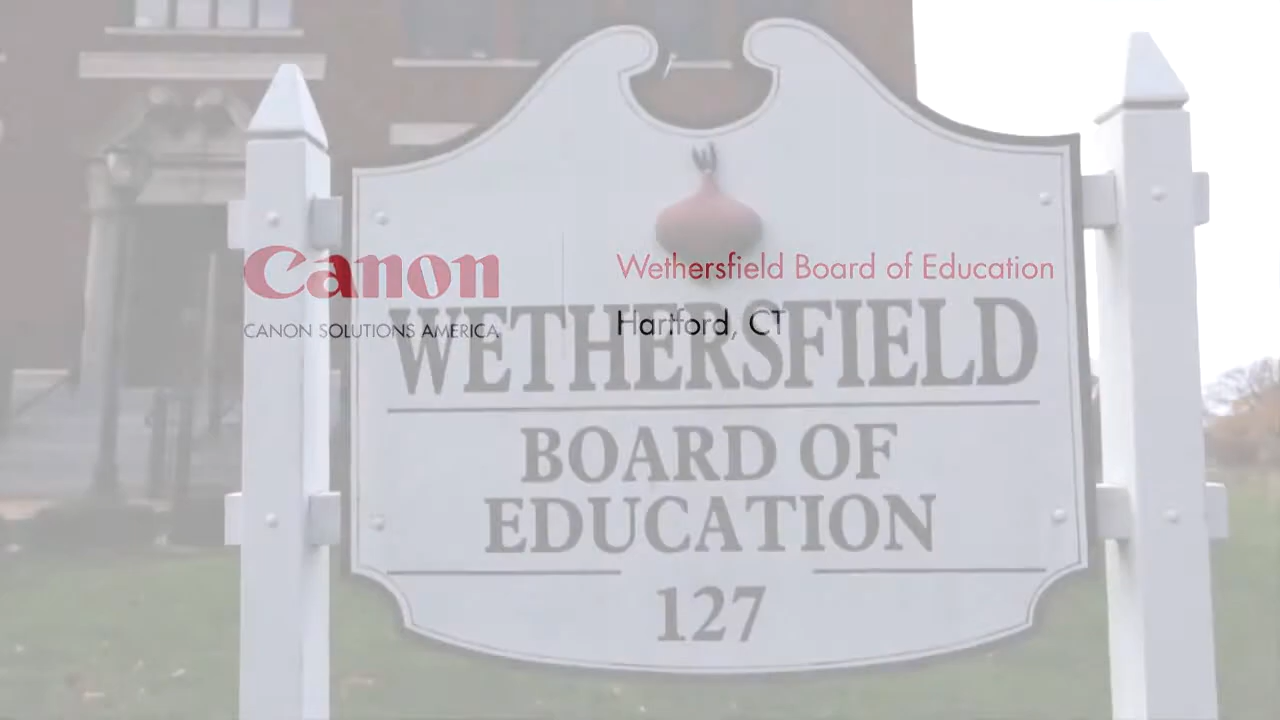 Canon
CANON SOLUTIONS AMERICA
Wethersfield Board of Education
Hartford, CT
WETHERSFIELD
BOARD OF
EDUCATION
127